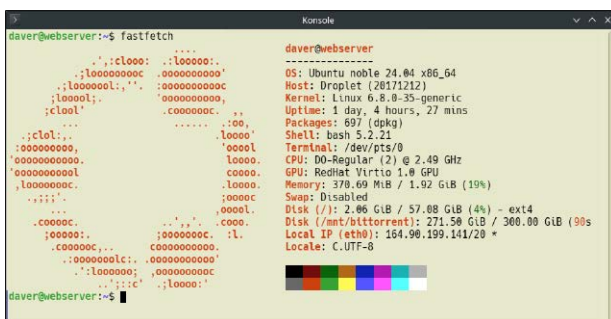 Konsole
daver@webserver:~$ fastfetch
daver@webserver
---------------
OS: Ubuntu noble 24.04 x86_64
Host: Droplet (20171212)
Kernel: Linux 6.8.0-35-generic
Uptime: 1 day, 4 hours, 27 mins
Packages: 697 (dpkg)
Shell: bash 5.2.21
Terminal: /dev/pts/0
CPU: DO-Regular (2) @ 2.49 GHz
GPU: RedHat Virtio 1.0 GPU
Memory: 370.69 MiB / 1.92 GiB (19%)
Swap: Disabled
Disk (/): 2.06 GiB / 57.08 GiB (4%) - ext4
Disk (/mnt/bittorrent): 271.50 GiB / 300.00 GiB (90s
Local IP (eth0): 164.90.199.141/20 *
Locale: C.UTF-8
daver@webserver:~$